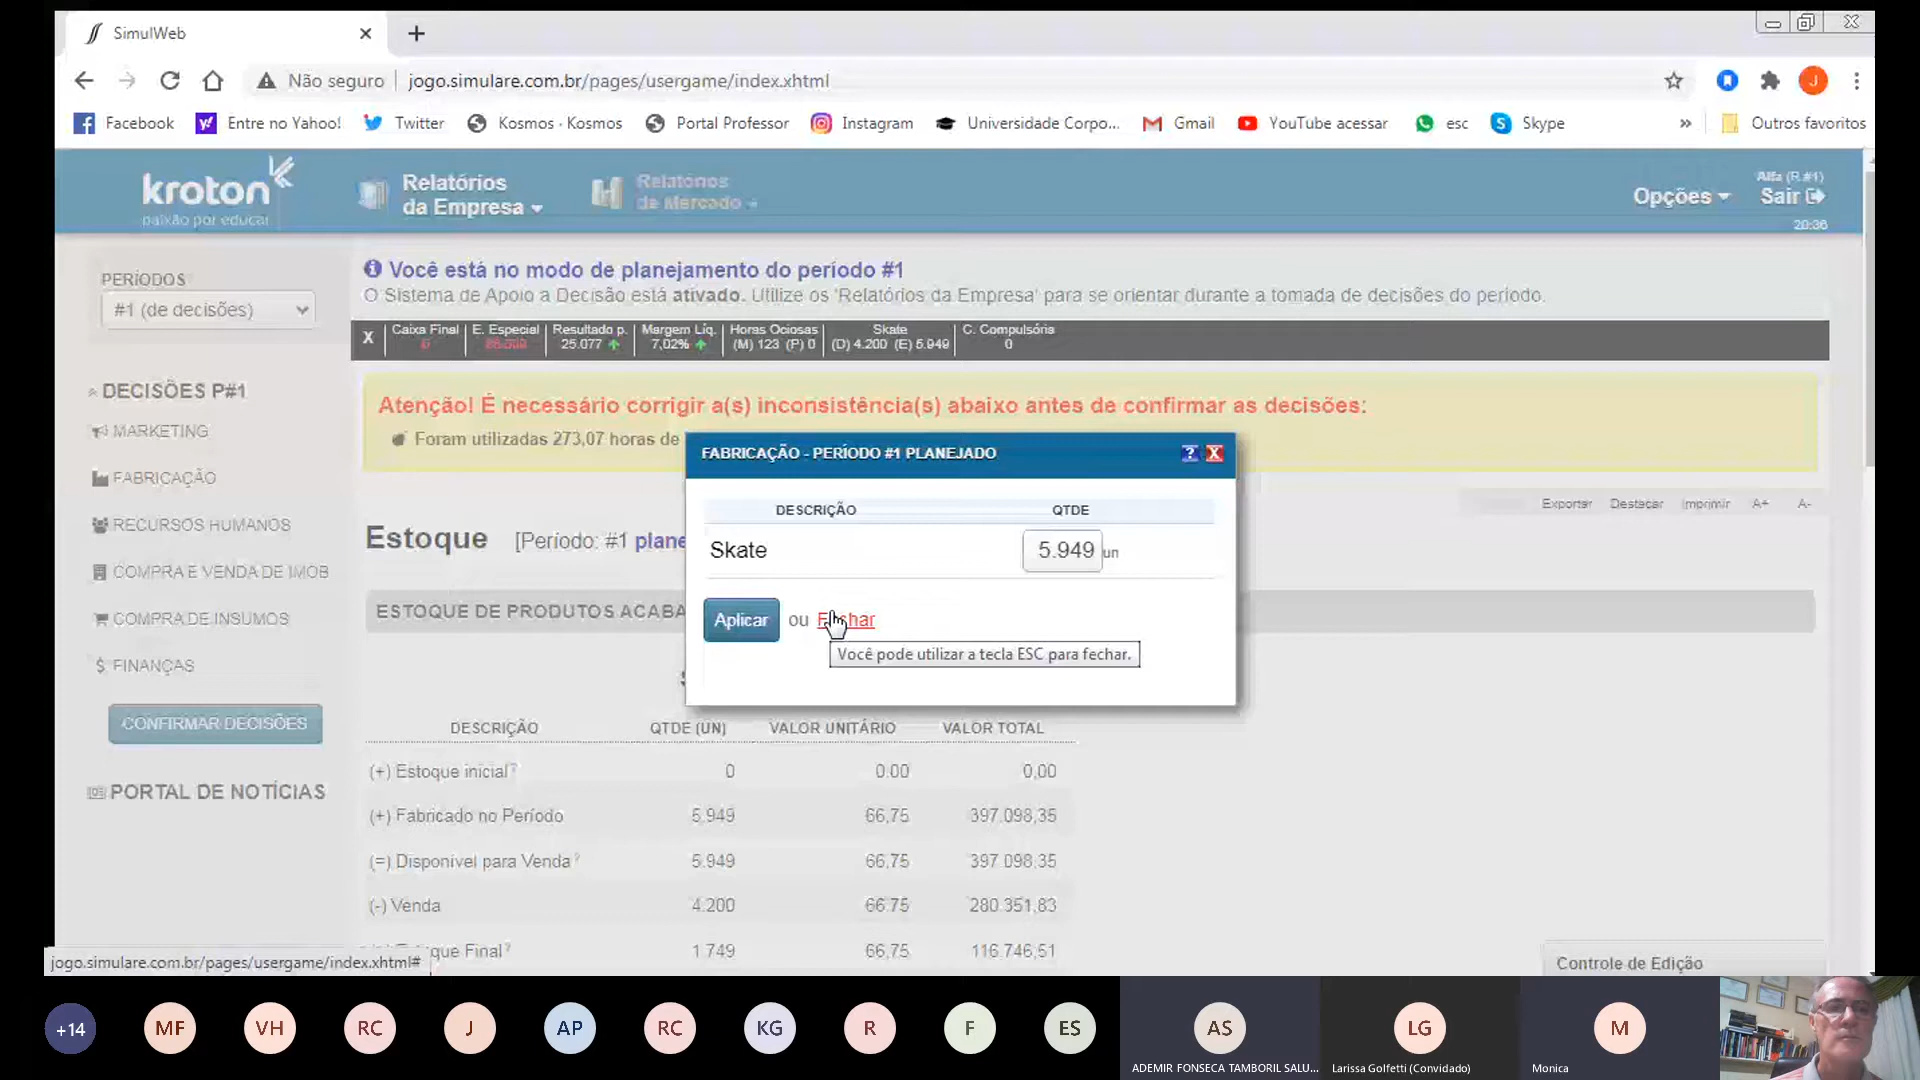 SimulWeb
Não seguro jogo.simulare.com.br/pages/usergame/index.xhtml
J
Facebook Entre no Yahoo! Twitter Kosmos · Kosmos Portal Professor Instagram Universidade Corpo... Gmail YouTube acessar esc Skype » Outros favoritos
kroton
paixão por educar
Relatórios
da Empresa
Relatórios
de Mercado
Opções
Alfa (R.#1)
Sair
20:36
PERÍODOS
#1 (de decisões)
Você está no modo de planejamento do período #1
O Sistema de Apoio a Decisão está ativado. Utilize os 'Relatórios da Empresa' para se orientar durante a tomada de decisões do período.
X Caixa Final E. Especial Resultado p. Margem Líq. Horas Ociosas Skate C. Compulsória
25.077 7,02% (M) 123 (P) 0 (D) 4.200 (E) 5.949 0
DECISÕES P#1
MARKETING
FABRICAÇÃO
RECURSOS HUMANOS
COMPRA E VENDA DE IMOB
COMPRA DE INSUMOS
FINANÇAS
CONFIRMAR DECISÕES
PORTAL DE NOTÍCIAS
Atenção! É necessário corrigir a(s) inconsistência(s) abaixo antes de confirmar as decisões:
Foram utilizadas 273,07 horas de
FABRICAÇÃO - PERÍODO #1 PLANEJADO ? X
DESCRIÇÃO QTDE
Skate 5.949 un
Aplicar ou Fechar
Você pode utilizar a tecla ESC para fechar.
Exportar Destacar Imprimir A+ A-
Estoque [Período: #1 plane
ESTOQUE DE PRODUTOS ACABA
DESCRIÇÃO QTDE (UN) VALOR UNITÁRIO VALOR TOTAL
(+) Estoque inicial? 0 0,00 0,00
(+) Fabricado no Período 5.949 66,75 397.098,35
(=) Disponível para Venda? 5.949 66,75 397.098,35
(-) Venda 4.200 66,75 280.351,83
que Final? 1.749 66,75 116.746,51
jogo.simulare.com.br/pages/usergame/index.xhtml#
Controle de Edição
+14 MF VH RC J AP RC KG R F ES AS LG M
ADEMIR FONSECA TAMBORIL SALU... Larissa Golfetti (Convidado) Monica